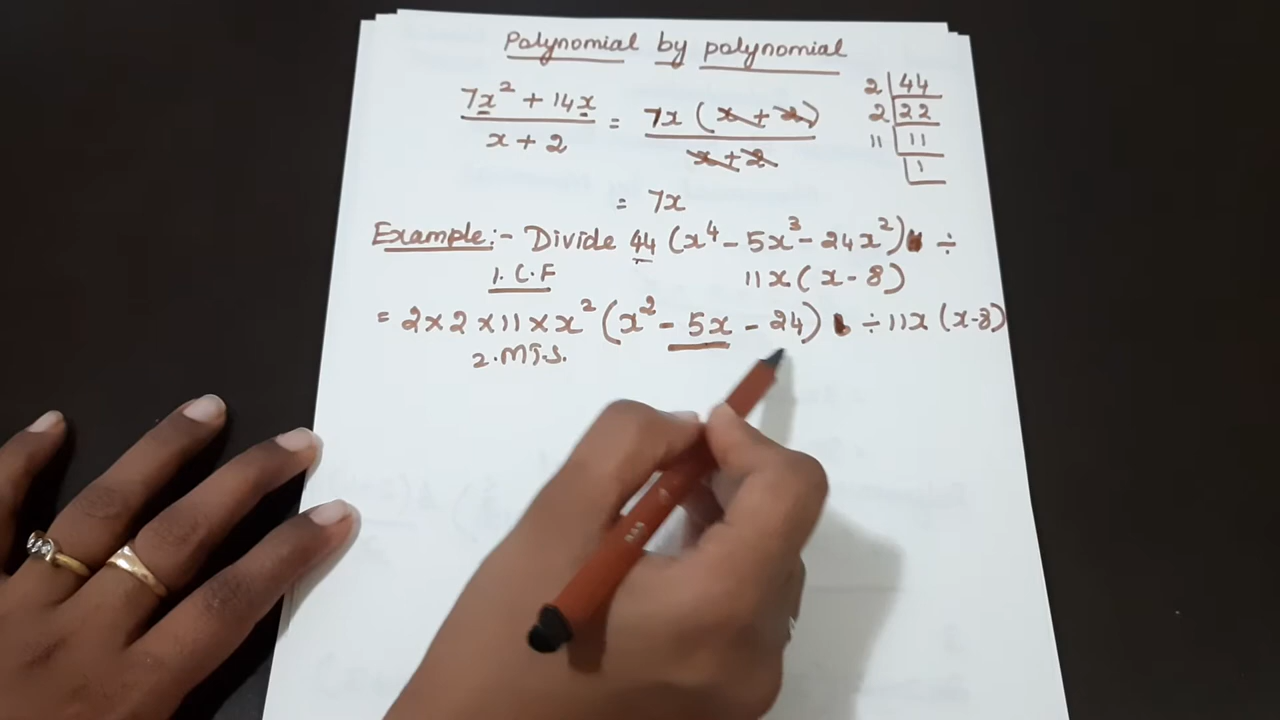 Polynomial by polynomial
7x² + 14x / x + 2 = 7x (x + 2) / x + 2
= 7x
2 | 44
2 | 22
11 | 11
1
Example:- Divide 44 (x⁴ - 5x³ - 24x²) ÷
1. C.F 11x (x - 8)
= 2 × 2 × 11 × x² (x² - 5x - 24) ÷ 11x (x-8)
2. M.T.S.